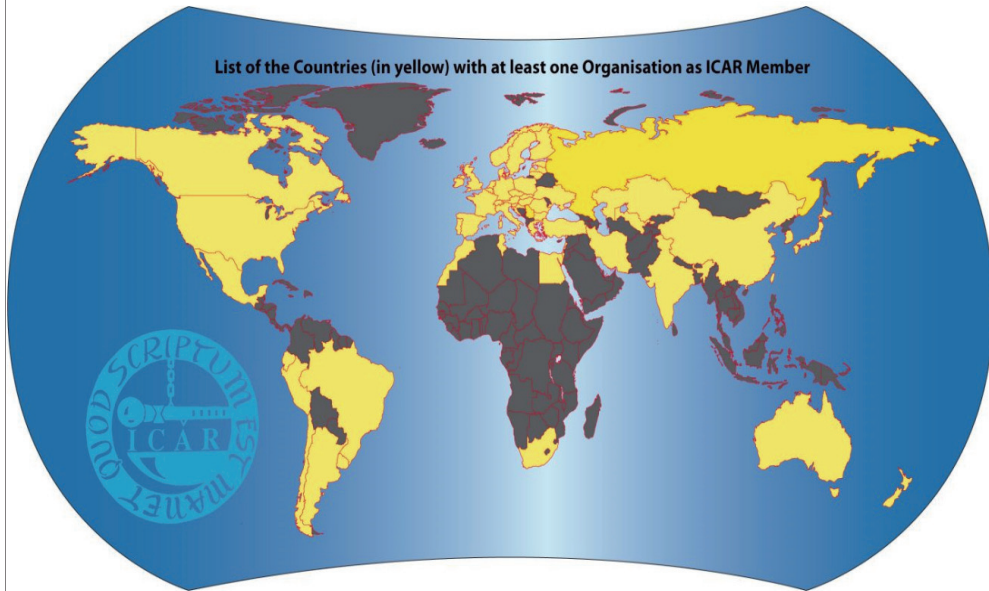 List of the Countries (in yellow) with at least one Organisation as ICAR Member
QUOD SCRIPTUM EST MANET
ICAR